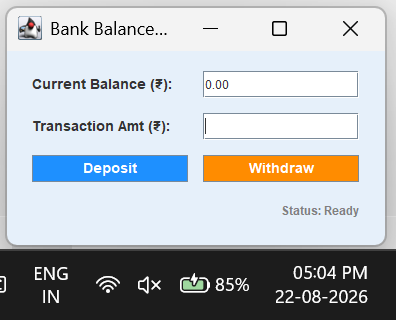 Bank Balance...
Current Balance (₹):
0.00
Transaction Amt (₹):
Deposit
Withdraw
Status: Ready
ENG
IN
85%
05:04 PM
22-08-2026